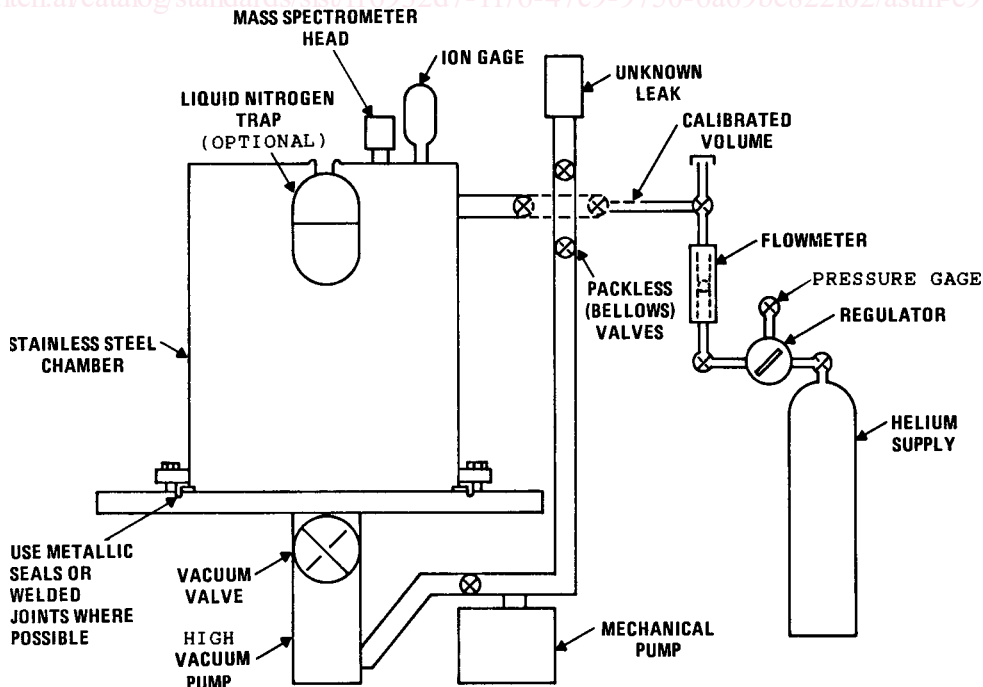 MASS SPECTROMETER
HEAD
ION GAGE
LIQUID NITROGEN
TRAP
(OPTIONAL)
UNKNOWN
LEAK
CALIBRATED
VOLUME
FLOWMETER
PRESSURE GAGE
REGULATOR
PACKLESS
(BELLOWS)
VALVES
STAINLESS STEEL
CHAMBER
HELIUM
SUPPLY
USE METALLIC
SEALS OR
WELDED
JOINTS WHERE
POSSIBLE
VACUUM
VALVE
HIGH
VACUUM
PUMP
MECHANICAL
PUMP